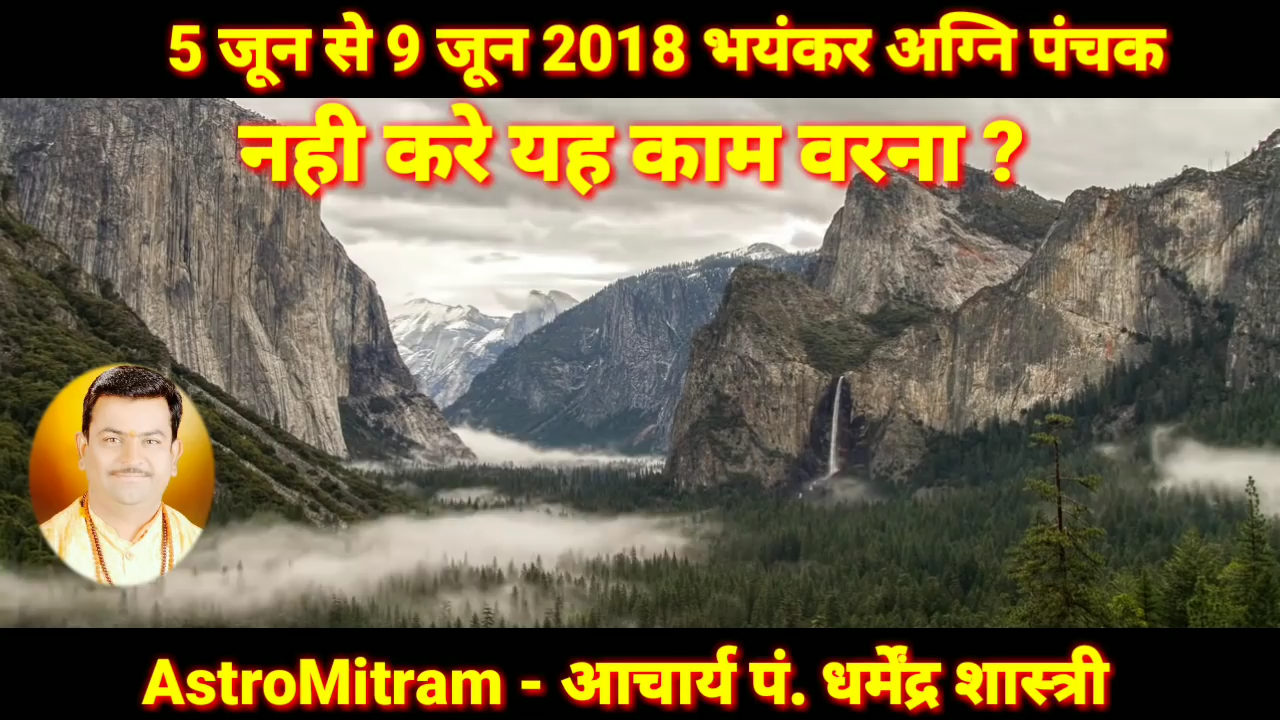 5 जून से 9 जून 2018 भयंकर अग्नि पंचक
नही करे यह काम वरना ?
AstroMitram - आचार्य पं. धर्मेंद्र शास्त्री